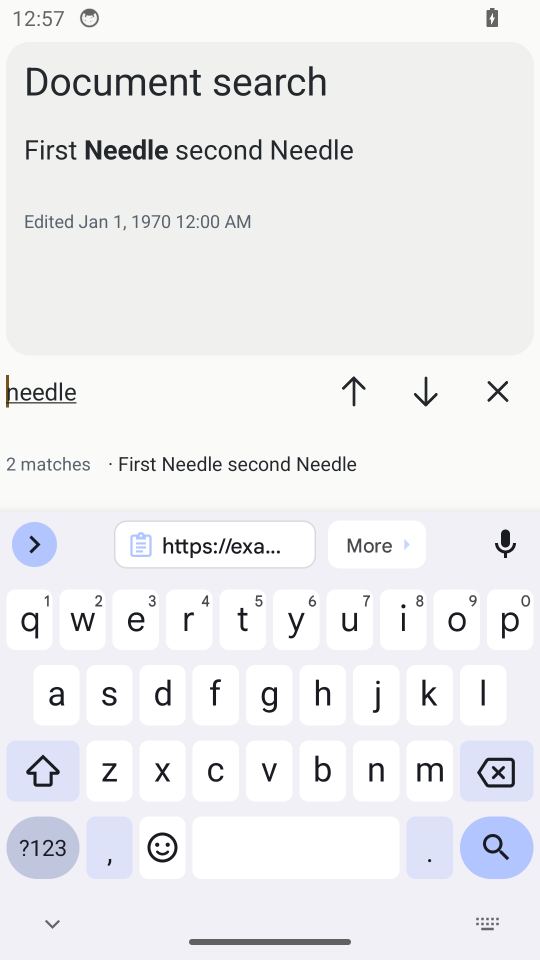 12:57
Document search
First Needle second Needle
Edited Jan 1, 1970 12:00 AM
needle
2 matches · First Needle second Needle
https://exa... More
q1 w2 e3 r4 t5 y6 u7 i8 o9 p0
a s d f g h j k l
z x c v b n m
?123 , .